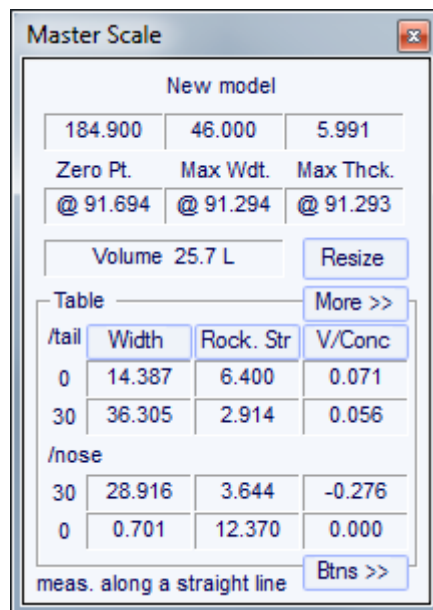 Master Scale
New model
184.900 46.000 5.991
Zero Pt. Max Wdt. Max Thck.
@ 91.694 @ 91.294 @ 91.293
Volume 25.7 L Resize
Table More >>
/tail Width Rock. Str V/Conc
0 14.387 6.400 0.071
30 36.305 2.914 0.056
/nose
30 28.916 3.644 -0.276
0 0.701 12.370 0.000
meas. along a straight line Btns >>